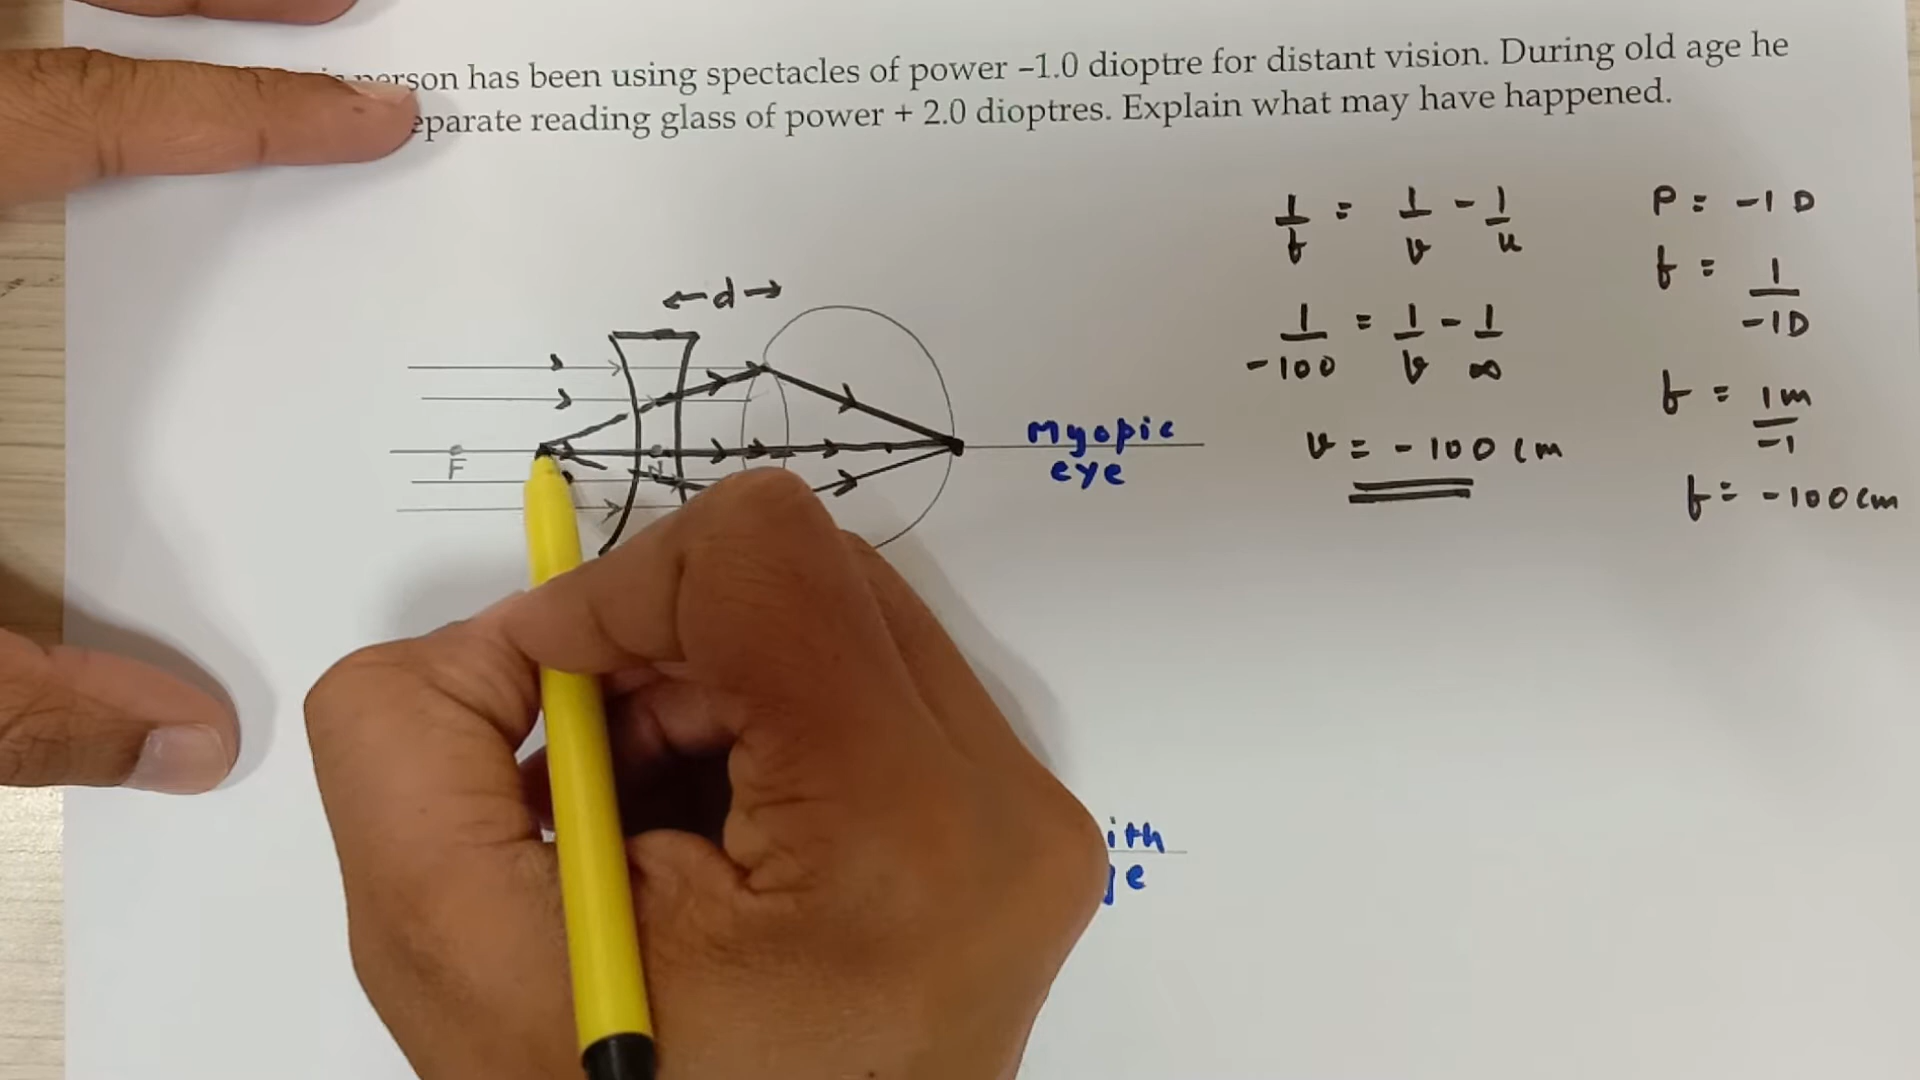 person has been using spectacles of power –1.0 dioptre for distant vision. During old age he
eparate reading glass of power + 2.0 dioptres. Explain what may have happened.
←d→
F
Myopic
eye
1/f = 1/v - 1/u
1/-100 = 1/v - 1/∞
v = -100 cm
P = -1 D
f = 1/-1D
f = 1m/-1
f = -100cm
ith
ge